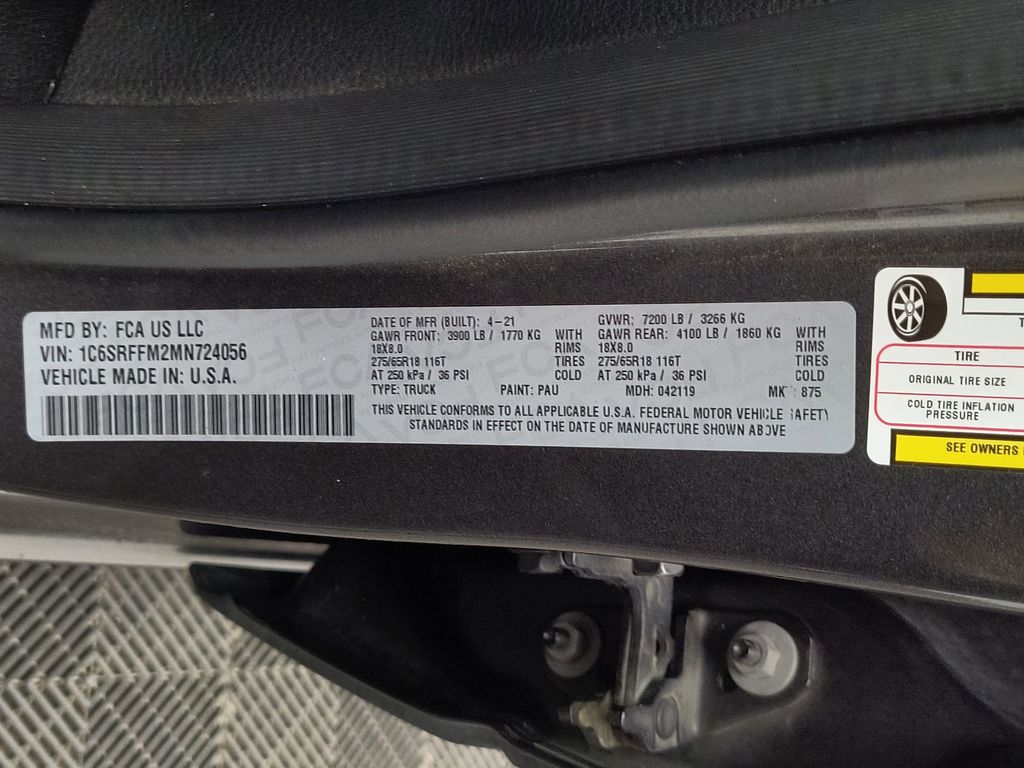 MFD BY: FCA US LLC
VIN: 1C6SRFFM2MN724056
VEHICLE MADE IN: U.S.A.
DATE OF MFR (BUILT): 4-21 GVWR: 7200 LB / 3266 KG
GAWR FRONT: 3900 LB / 1770 KG WITH GAWR REAR: 4100 LB / 1860 KG WITH
18X8.0 RIMS 18X8.0 RIMS
275/65R18 116T TIRES 275/65R18 116T TIRES
AT 250 kPa / 36 PSI COLD AT 250 kPa / 36 PSI COLD
TYPE: TRUCK PAINT: PAU MDH: 042119 MK : 875
THIS VEHICLE CONFORMS TO ALL APPLICABLE U.S.A. FEDERAL MOTOR VEHICLE SAFETY
STANDARDS IN EFFECT ON THE DATE OF MANUFACTURE SHOWN ABOVE
TIRE
ORIGINAL TIRE SIZE
COLD TIRE INFLATION
PRESSURE
SEE OWNERS